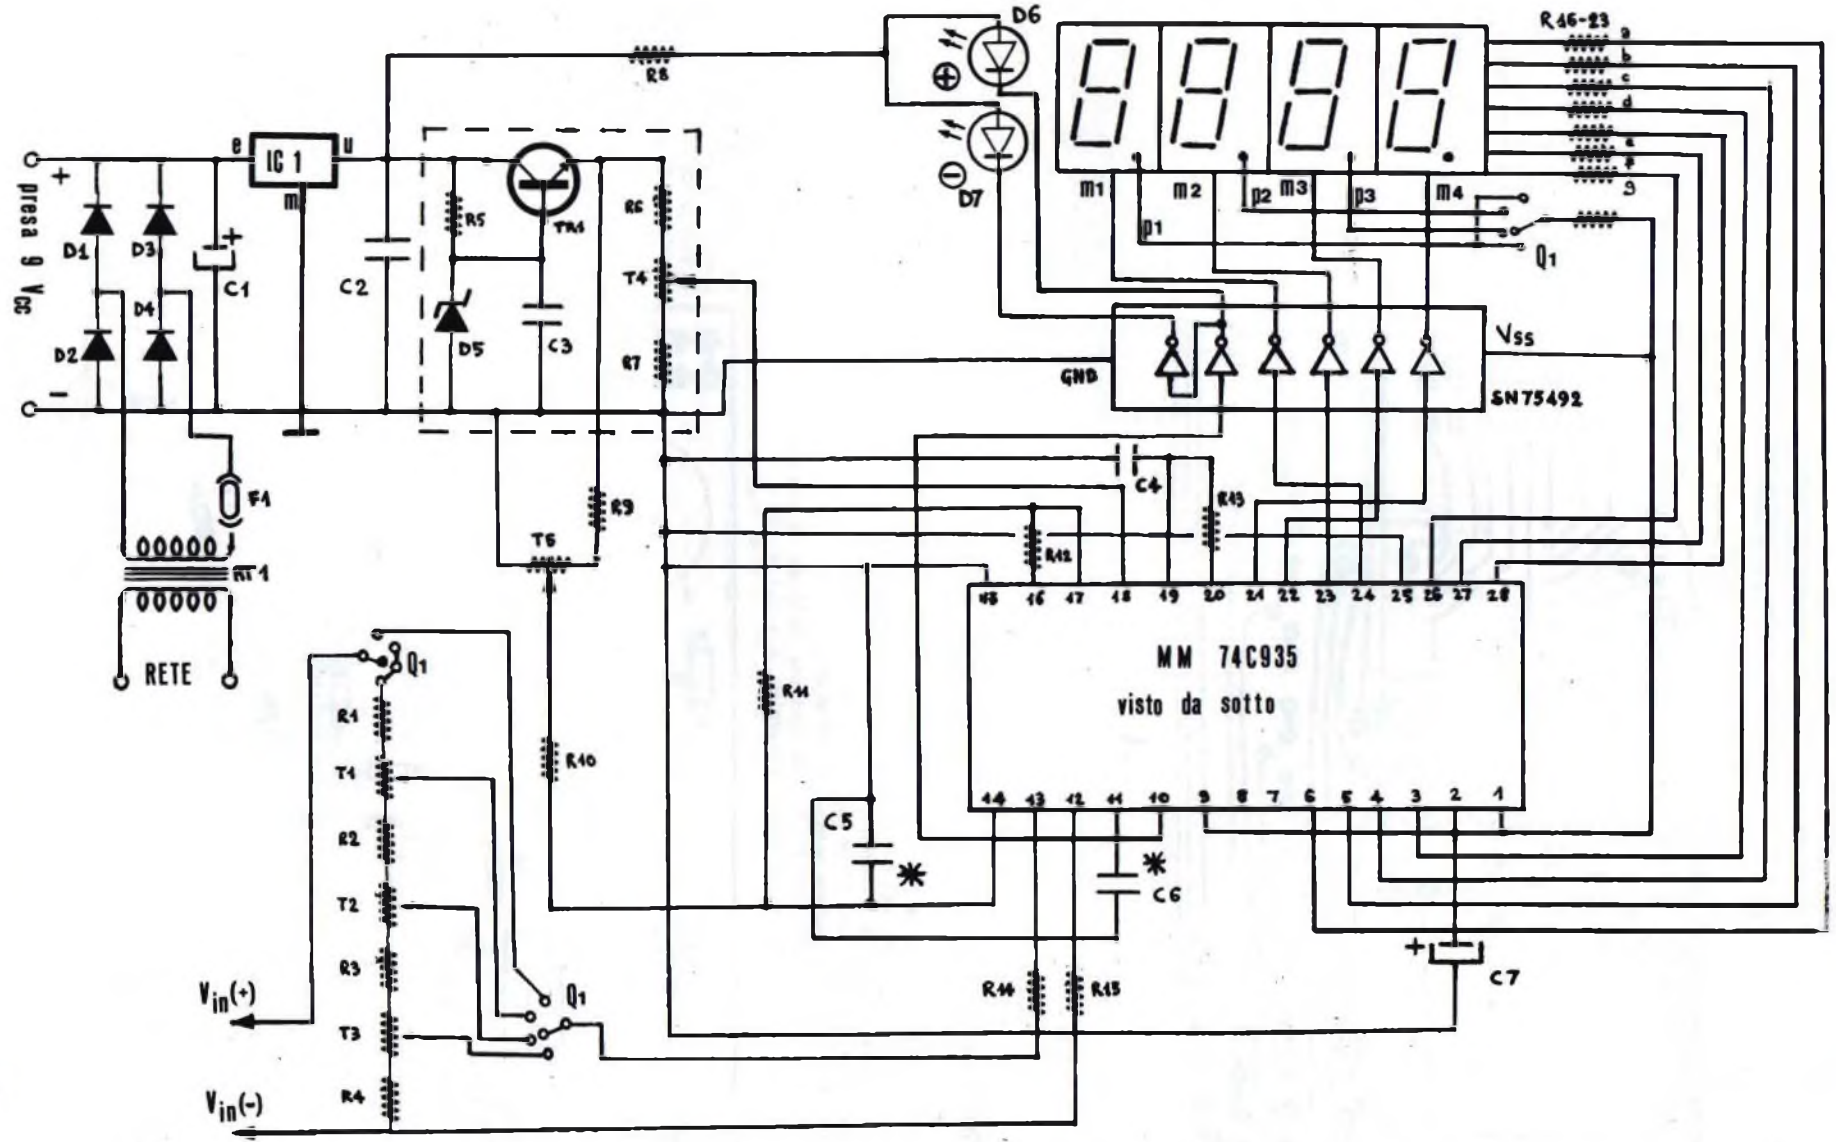 R16-23
D6
a
b
c
d
e
g
R8
+
−
D7
m1
m2
p2
m3
p3
m4
p1
Q1
e
IC 1
u
m
+
presa 9 Vcc
−
D1
D3
D4
D2
+
C1
C2
R5
TR1
D5
C3
R6
T4
R7
GND
Vss
SN75492
C4
R13
R12
R9
T5
F1
RETE
15 16 17 18 19 20 21 22 23 24 25 26 27 28
MM 74C935
visto da sotto
14 13 12 11 10 9 8 7 6 5 4 3 2 1
Q1
R1
T1
R2
T2
R3
T3
R4
R10
R11
C5
*
*
C6
+
C7
R14
R15
Q1
Vin(+)
Vin(-)